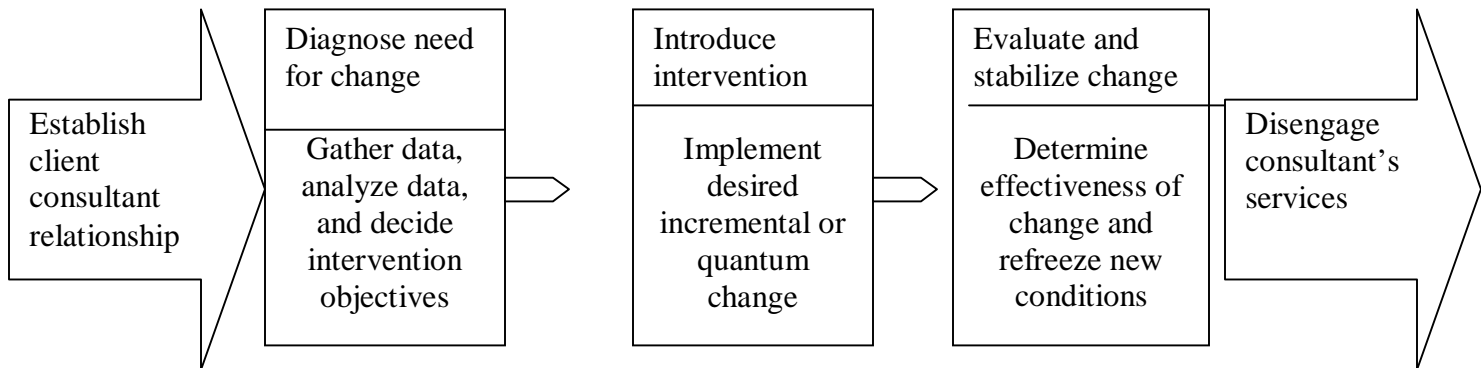 Establish
client
consultant
relationship
Diagnose need
for change
Gather data,
analyze data,
and decide
intervention
objectives
Introduce
intervention
Implement
desired
incremental or
quantum
change
Evaluate and
stabilize change
Determine
effectiveness of
change and
refreeze new
conditions
Disengage
consultant’s
services